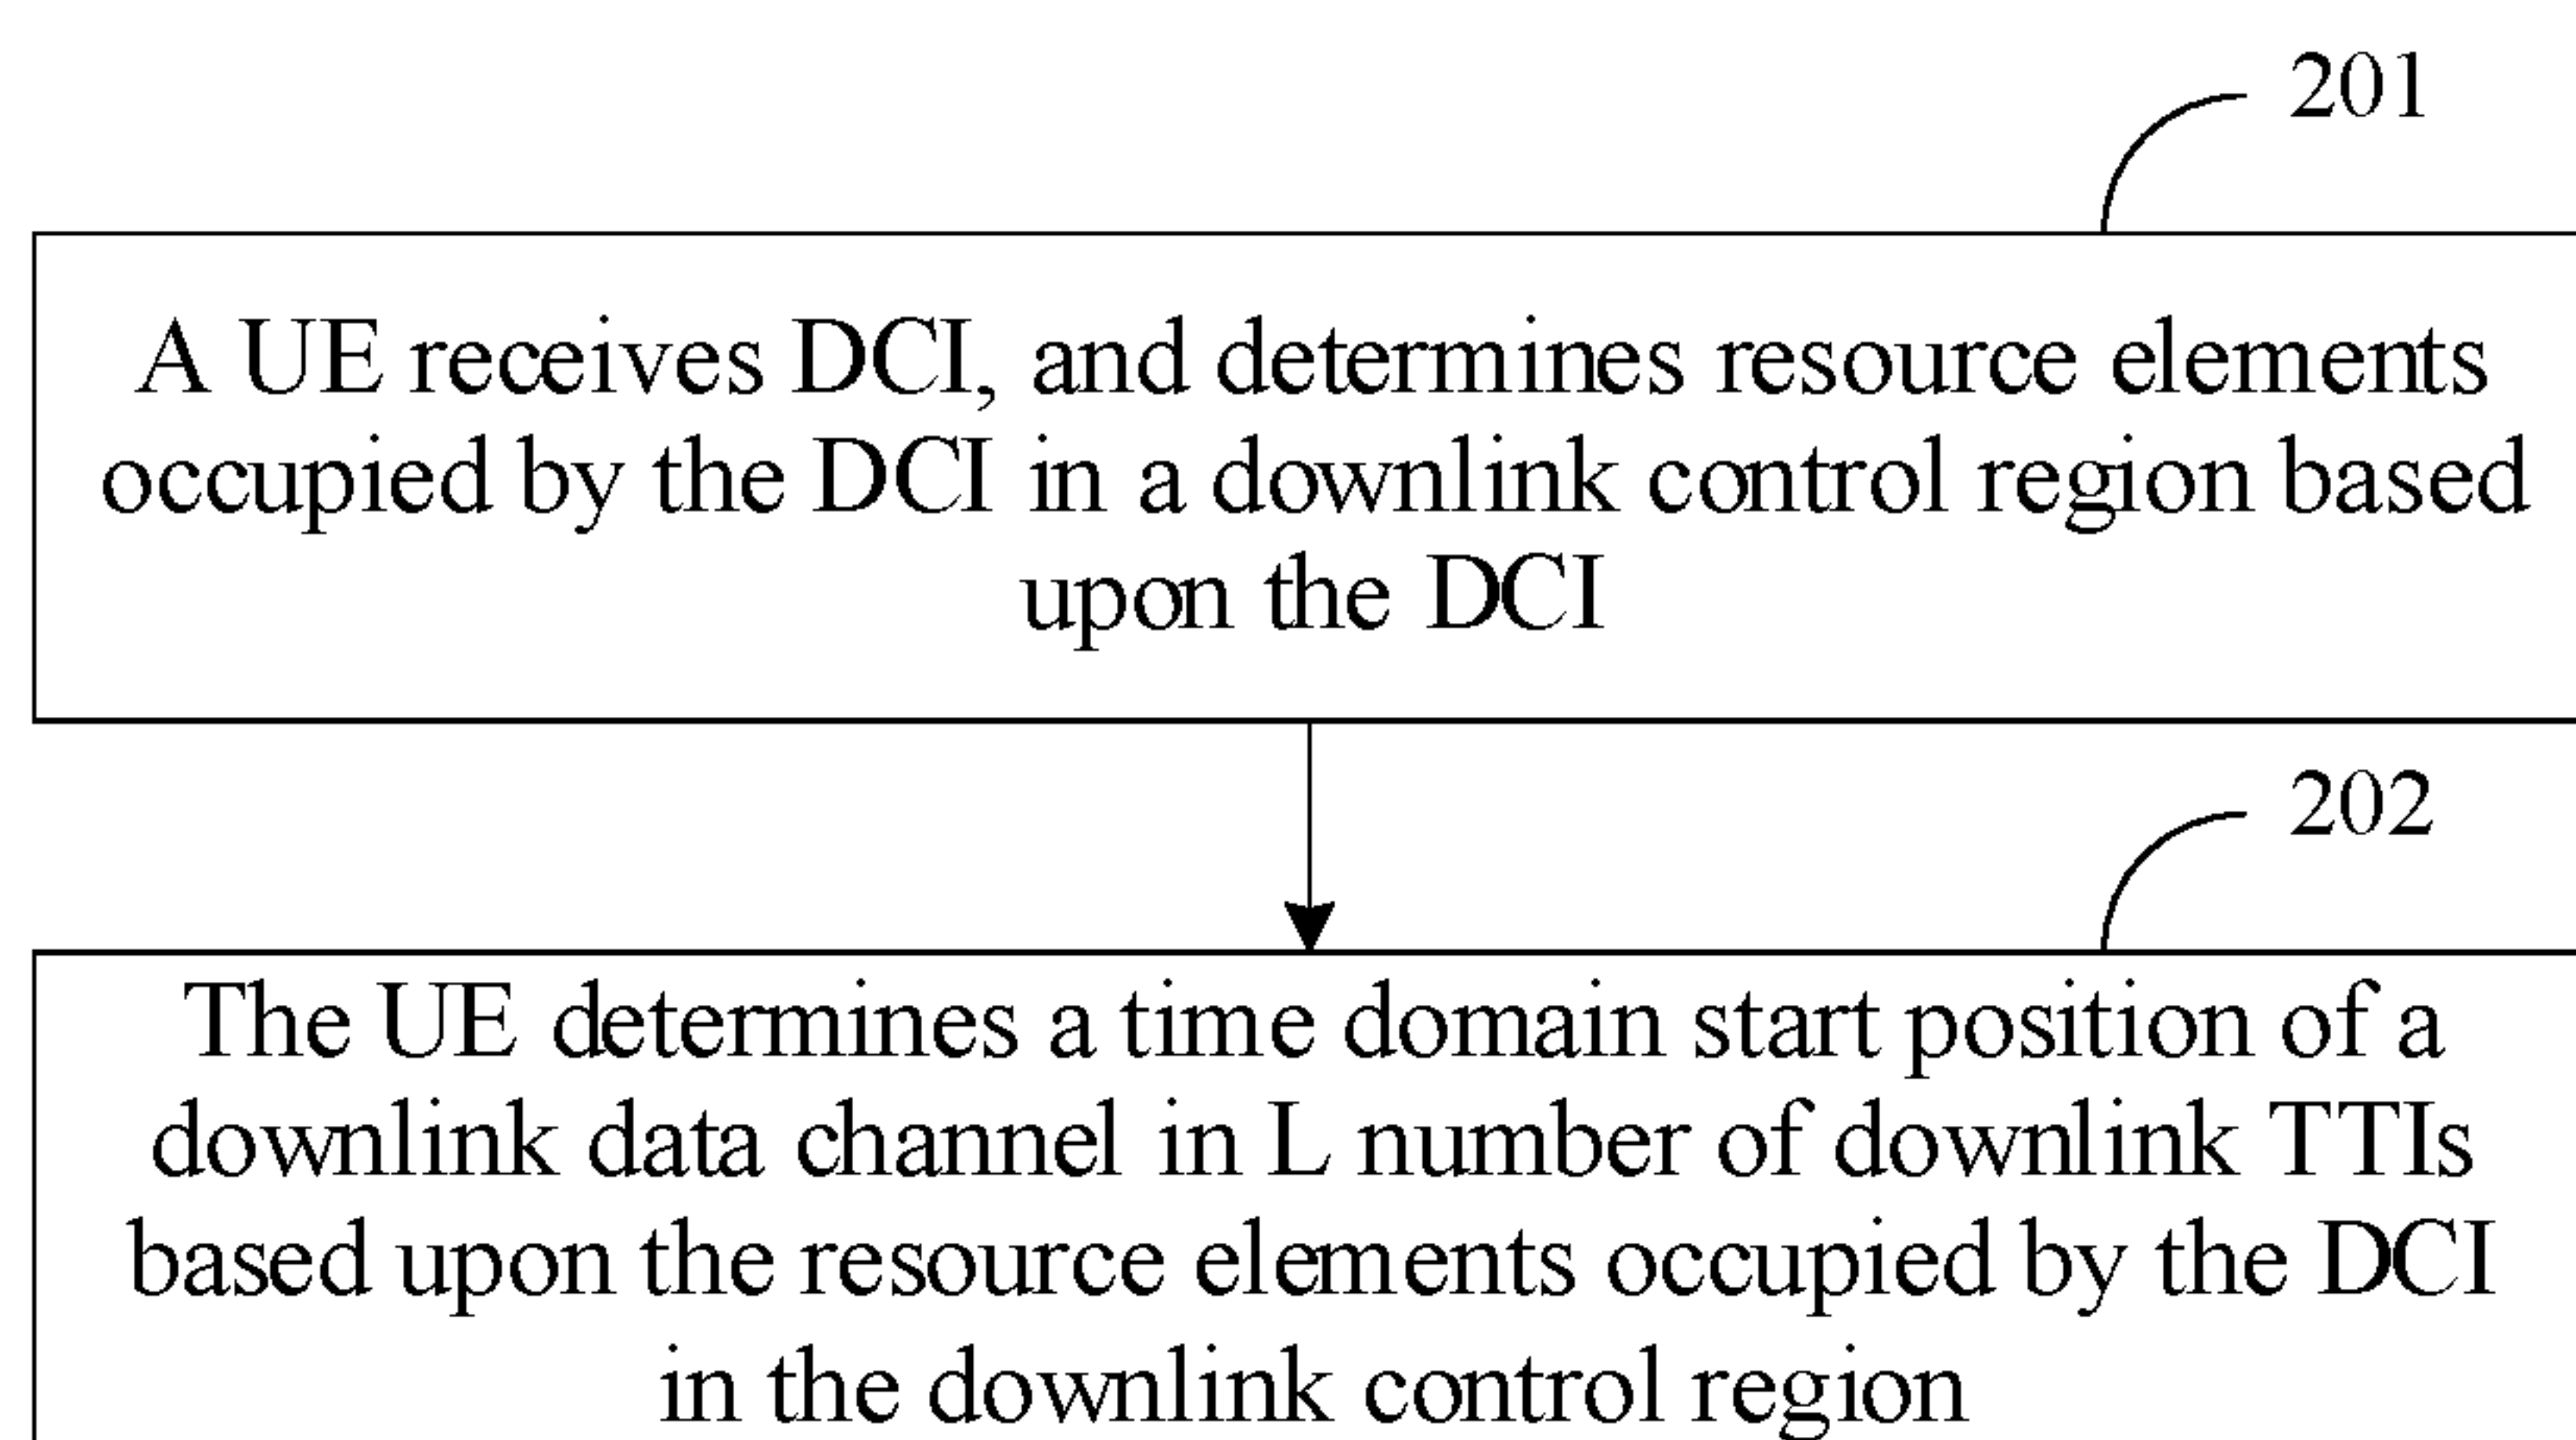 201
A UE receives DCI, and determines resource elements
occupied by the DCI in a downlink control region based
upon the DCI
202
The UE determines a time domain start position of a
downlink data channel in L number of downlink TTIs
based upon the resource elements occupied by the DCI
in the downlink control region